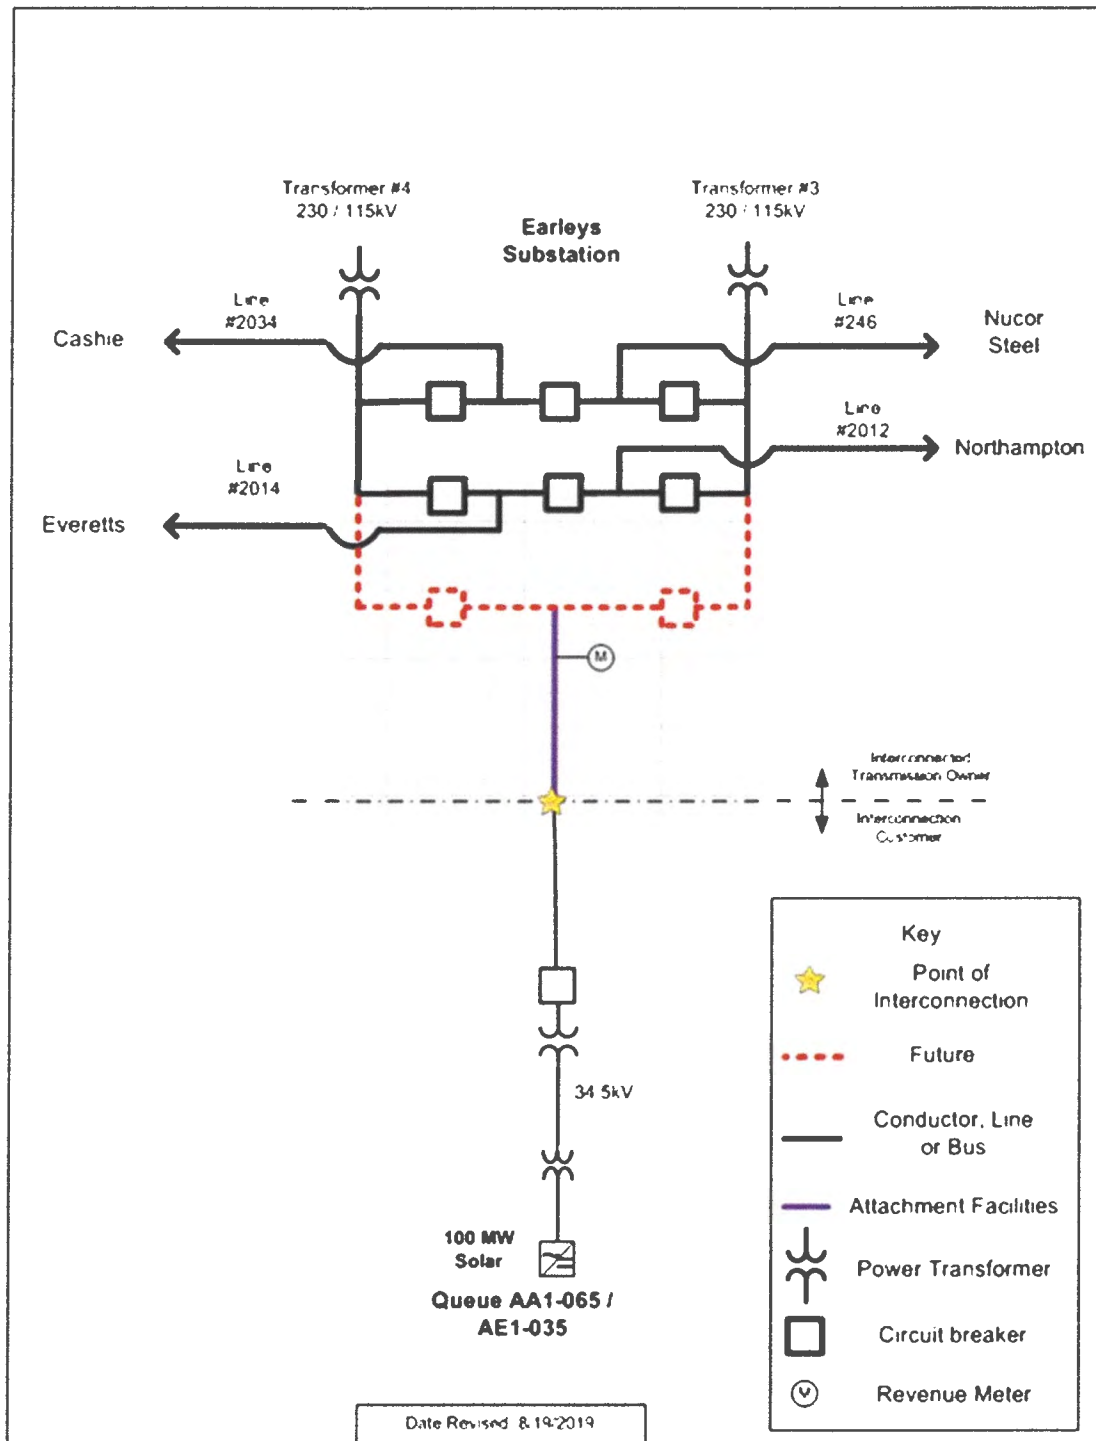 Transformer #4
230 / 115kV
Transformer #3
230 / 115kV
Earleys
Substation
Line
#2034
Line
#246
Cashie
Nucor
Steel
Line
#2012
Northampton
Line
#2014
Everetts
M
Interconnected
Transmission Owner
Interconnection
Customer
34.5kV
100 MW
Solar
Queue AA1-065 /
AE1-035
Key
Point of
Interconnection
Future
Conductor, Line
or Bus
Attachment Facilities
Power Transformer
Circuit breaker
Revenue Meter
Date Revised 8/19/2019